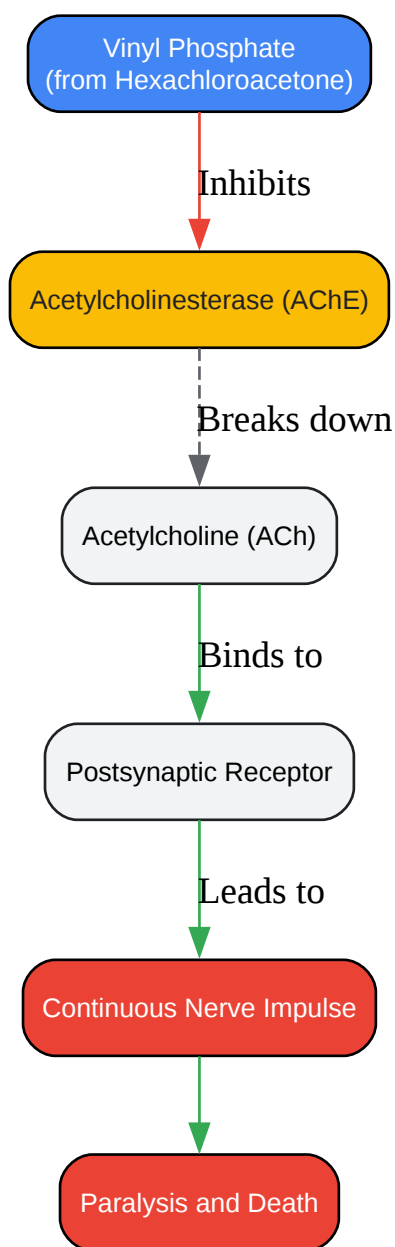 Vinyl Phosphate
(from Hexachloroacetone)
Inhibits
Acetylcholinesterase (AChE)
Breaks down
Acetylcholine (ACh)
Binds to
Postsynaptic Receptor
Leads to
Continuous Nerve Impulse
Paralysis and Death